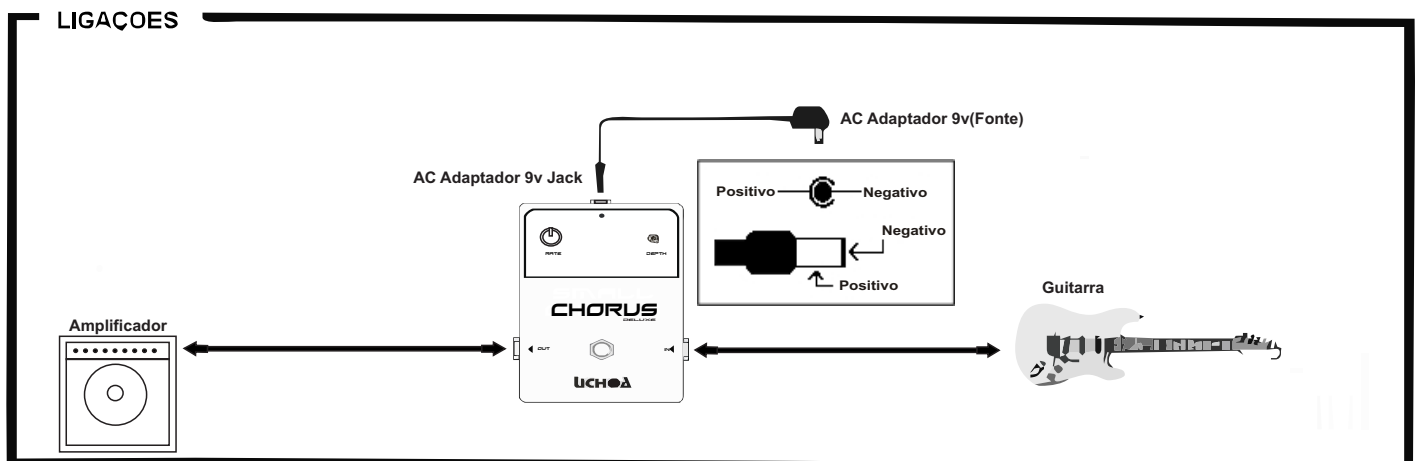 LIGAÇOES
AC Adaptador 9v(Fonte)
AC Adaptador 9v Jack
Positivo Negativo
Negativo
Positivo
RATE DEPTH
CHORUS
DELUXE
OUT IN
UCHOA
Amplificador
Guitarra